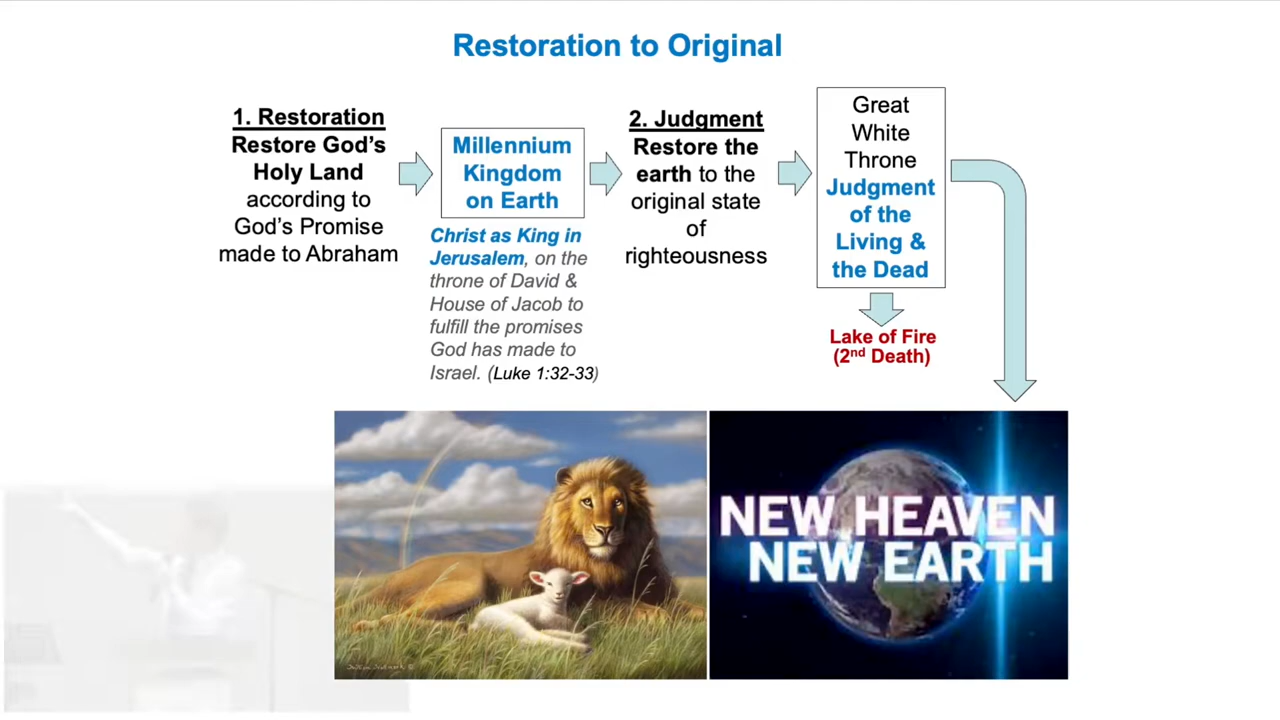 Restoration to Original
1. Restoration
Restore God’s
Holy Land
according to
God’s Promise
made to Abraham
Millennium
Kingdom
on Earth
Christ as King in
Jerusalem, on the
throne of David &
House of Jacob to
fulfill the promises
God has made to
Israel. (Luke 1:32-33)
2. Judgment
Restore the
earth to the
original state
of
righteousness
Great
White
Throne
Judgment
of the
Living &
the Dead
Lake of Fire
(2nd Death)
NEW HEAVEN
NEW EARTH